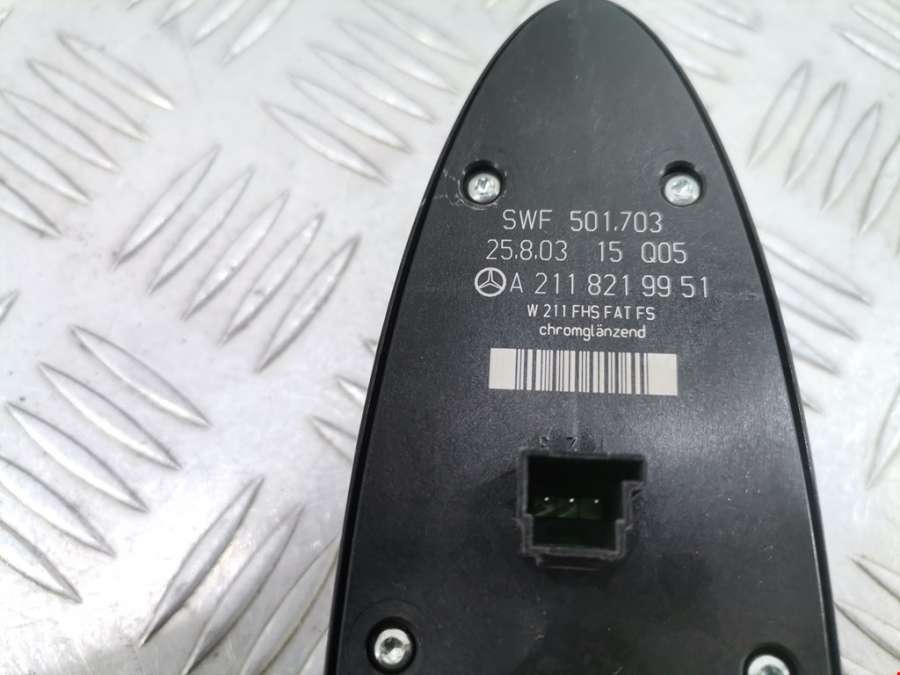 SWF 501.703
25.8.03 15 Q05
A 211 821 99 51
W 211 FHS FAT FS
chromglänzend